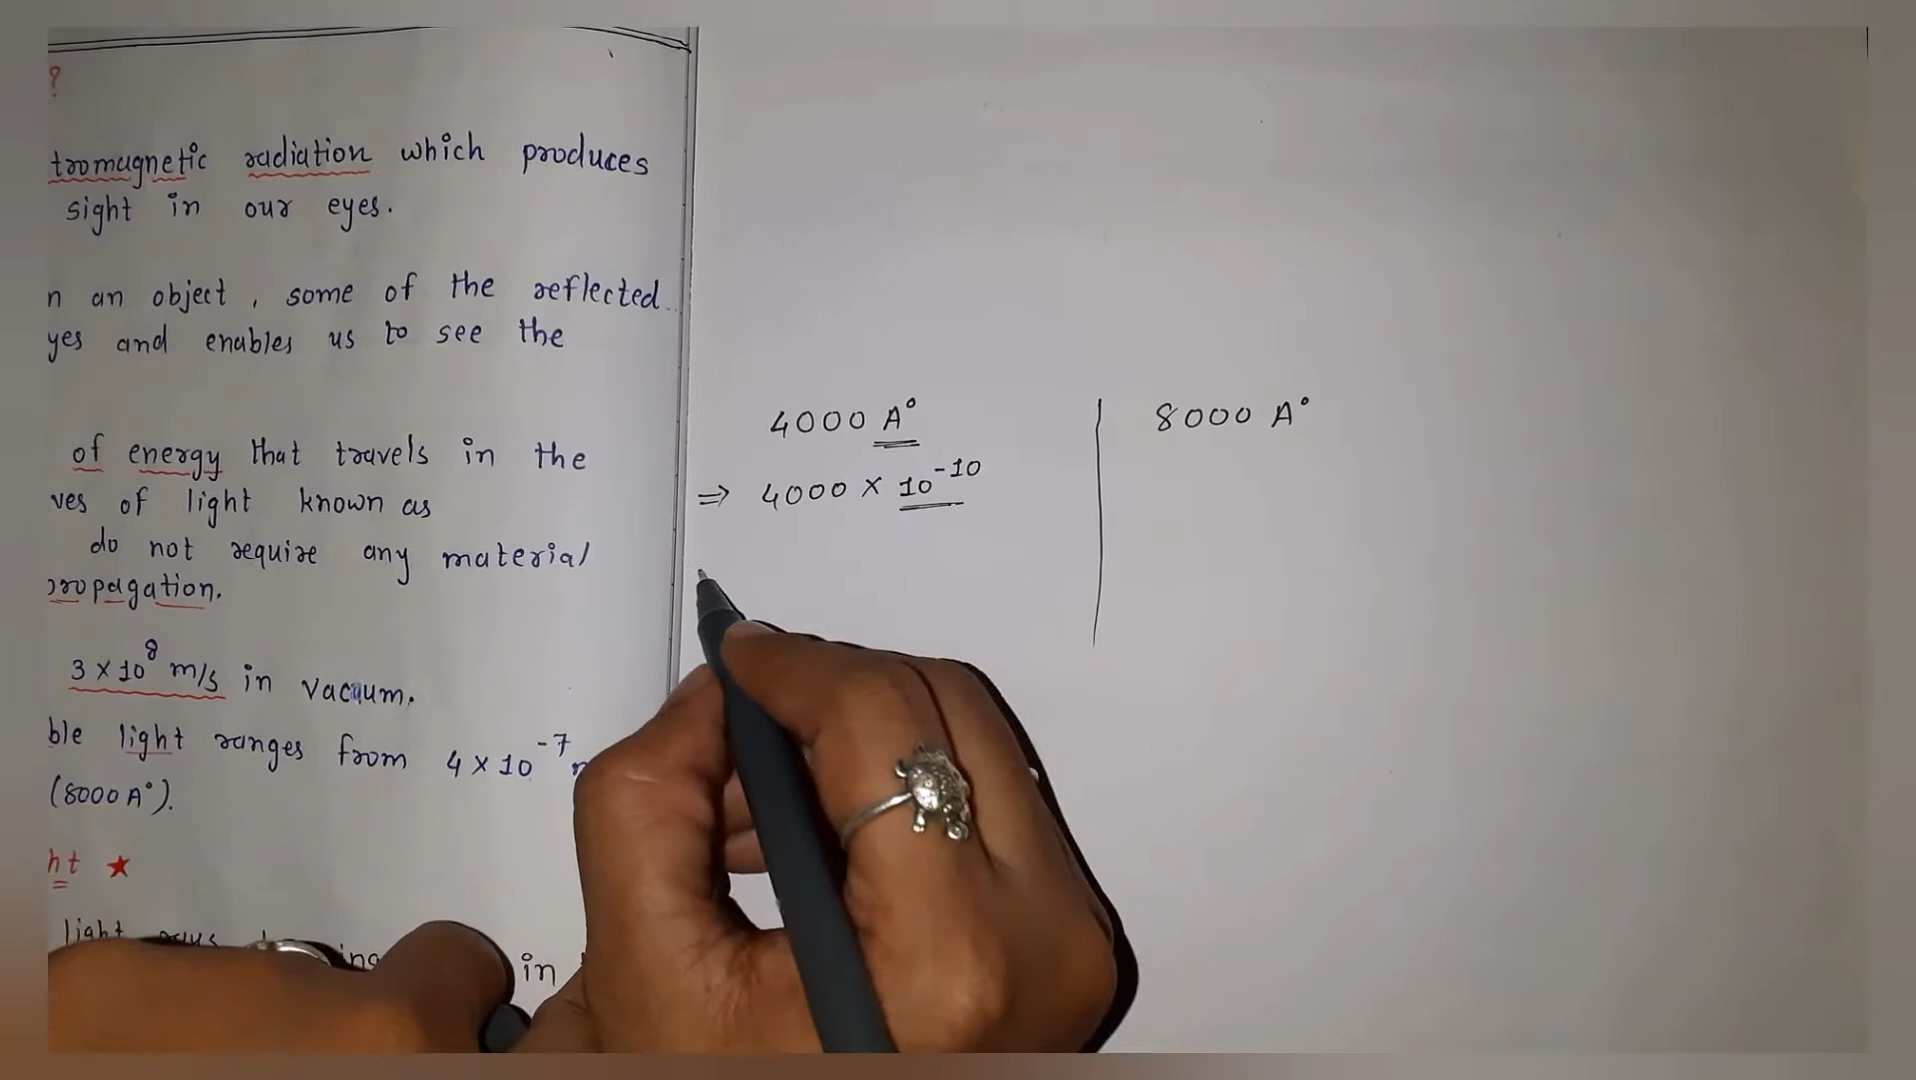 ?
tromagnetic radiation which produces
sight in our eyes.
n an object, some of the reflected
yes and enables us to see the
of energy that travels in the
ves of light known as
do not require any material
propagation.
3 × 10⁸ m/s in vacuum.
ble light ranges from 4 × 10⁻⁷
(8000 A°).
ht ★
light
in
4000 A°
⇒ 4000 × 10⁻¹⁰
8000 A°